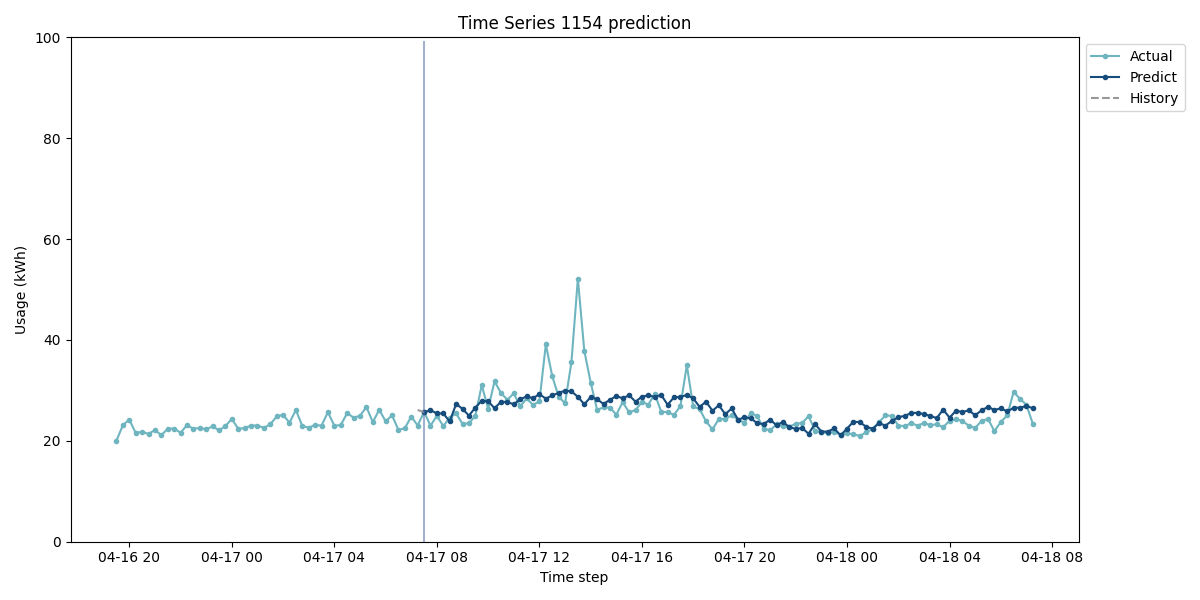 Time Series 1154 prediction
100
80
60
40
20
0
Usage (kWh)
04-16 20
04-17 00
04-17 04
04-17 08
04-17 12
04-17 16
04-17 20
04-18 00
04-18 04
04-18 08
Time step
Actual
Predict
History